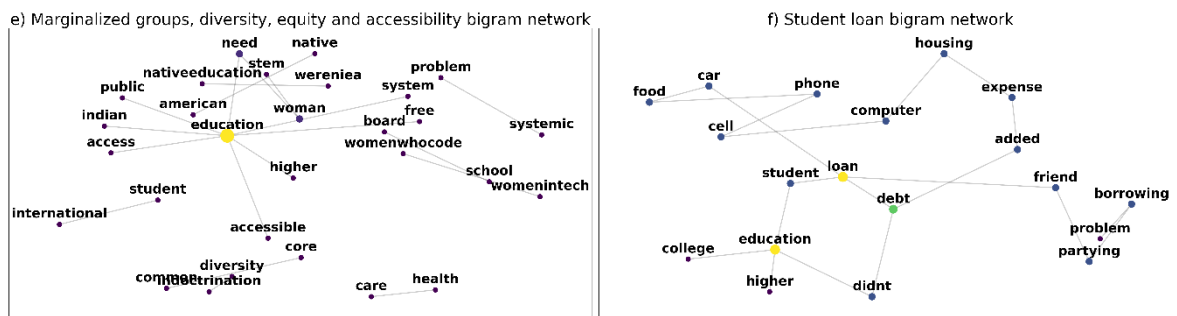 e) Marginalized groups, diversity, equity and accessibility bigram network
need
native
stem
nativeeducation
wereniea
problem
public
system
american
woman
free
indian
education
board
systemic
access
womenwhocode
higher
school
womenintech
student
international
accessible
core
diversity
common
indoctrination
care
health
f) Student loan bigram network
housing
car
phone
expense
food
computer
cell
added
loan
student
friend
debt
borrowing
problem
education
college
partying
higher
didnt